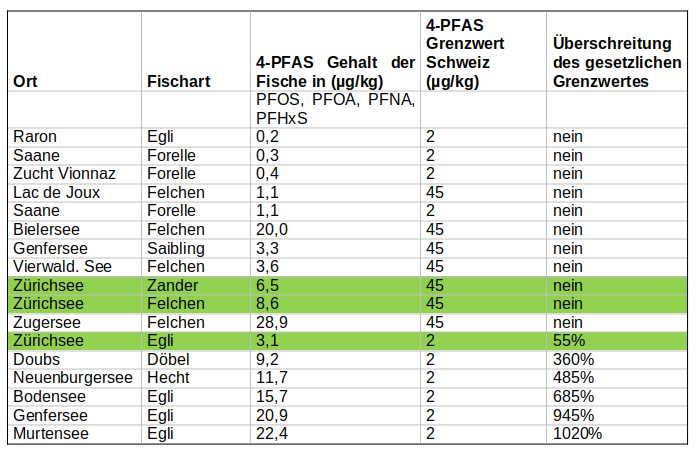 Ort Fischart 4-PFAS Gehalt der Fische in (µg/kg) 4-PFAS Grenzwert Schweiz (µg/kg) Überschreitung des gesetzlichen Grenzwertes
PFOS, PFOA, PFNA, PFHxS
Raron Egli 0,2 2 nein
Saane Forelle 0,3 2 nein
Zucht Vionnaz Forelle 0,4 2 nein
Lac de Joux Felchen 1,1 45 nein
Saane Forelle 1,1 2 nein
Bielersee Felchen 20,0 45 nein
Genfersee Saibling 3,3 45 nein
Vierwald. See Felchen 3,6 45 nein
Zürichsee Zander 6,5 45 nein
Zürichsee Felchen 8,6 45 nein
Zugersee Felchen 28,9 45 nein
Zürichsee Egli 3,1 2 55%
Doubs Döbel 9,2 2 360%
Neuenburgersee Hecht 11,7 2 485%
Bodensee Egli 15,7 2 685%
Genfersee Egli 20,9 2 945%
Murtensee Egli 22,4 2 1020%